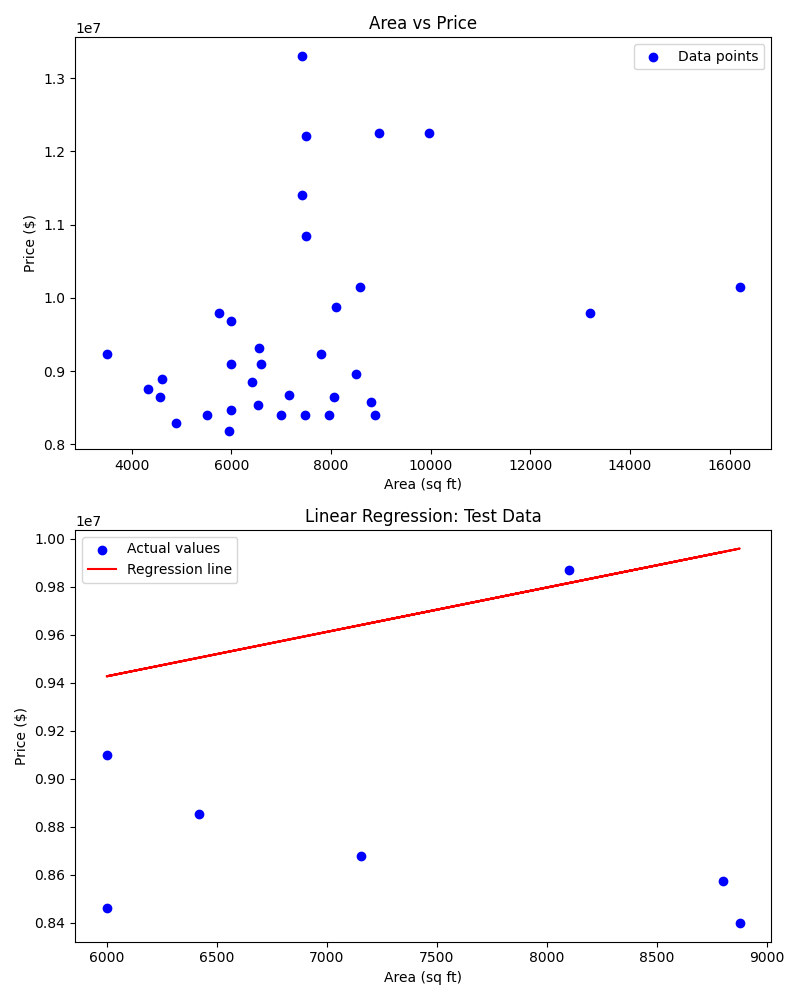 Area vs Price
1e7
Data points
1.3
1.2
1.1
1.0
0.9
0.8
Price ($)
4000 6000 8000 10000 12000 14000 16000
Area (sq ft)
Linear Regression: Test Data
1e7
Actual values
Regression line
1.00
0.98
0.96
0.94
0.92
0.90
0.88
0.86
0.84
Price ($)
6000 6500 7000 7500 8000 8500 9000
Area (sq ft)